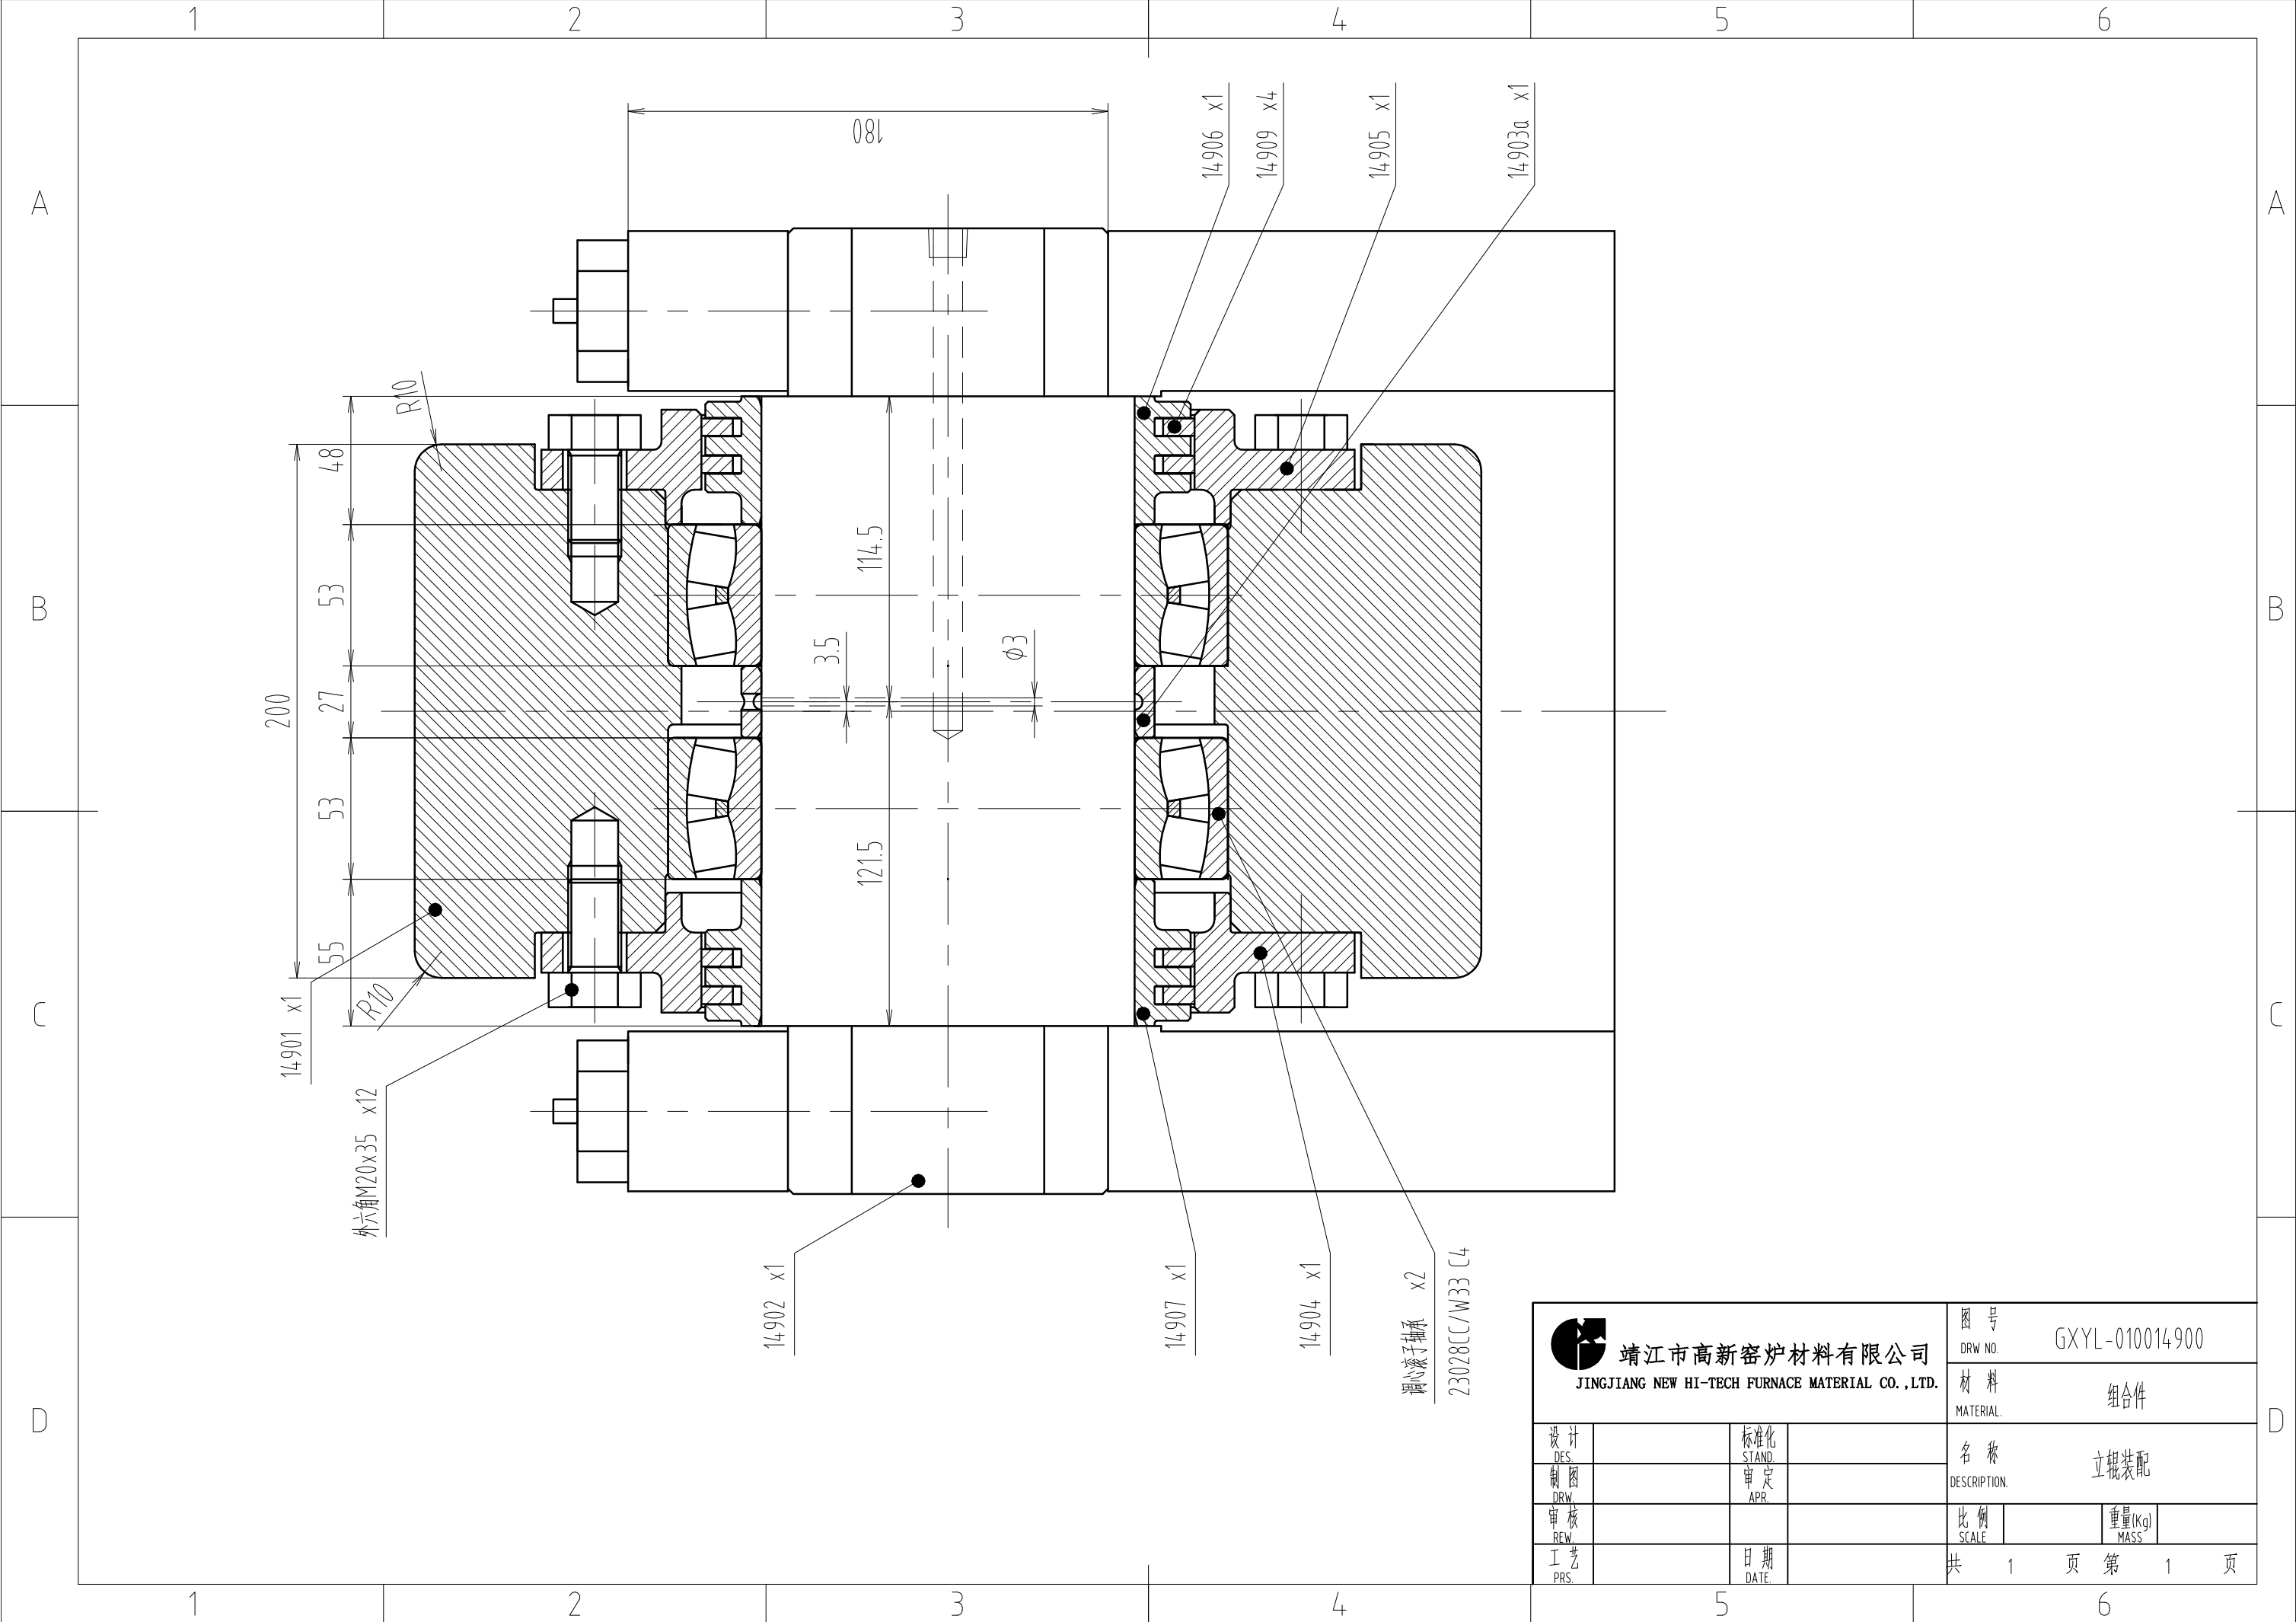 1 2 3 4 5 6
A A
B B
C C
D D
180
14906 x1
14909 x4
14905 x1
14903a x1
R10
48
53
27
53
55
200
114.5
3.5
φ3
121.5
R10
14901 x1
外六角M20x35 x12
14902 x1
14907 x1
14904 x1
调心滚子轴承 x2
23028CC/W33 C4
靖江市高新窑炉材料有限公司
JINGJIANG NEW HI-TECH FURNACE MATERIAL CO.,LTD.
图 号
DRW NO.
GXYL-010014900
材 料
MATERIAL.
组合件
设 计
DES.
标准化
STAND.
名 称
DESCRIPTION.
立辊装配
制 图
DRW.
审 定
APR.
审 核
REW.
比 例
SCALE
重量(Kg)
MASS
工 艺
PRS.
日 期
DATE.
共 1 页 第 1 页
1 2 3 4 5 6